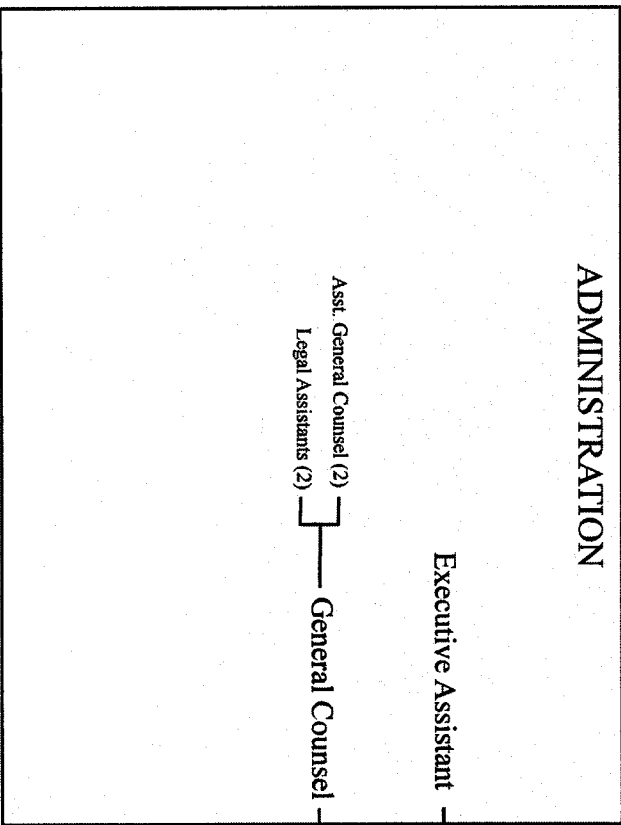 ADMINISTRATION
Executive Assistant
Asst. General Counsel (2)
Legal Assistants (2)
General Counsel